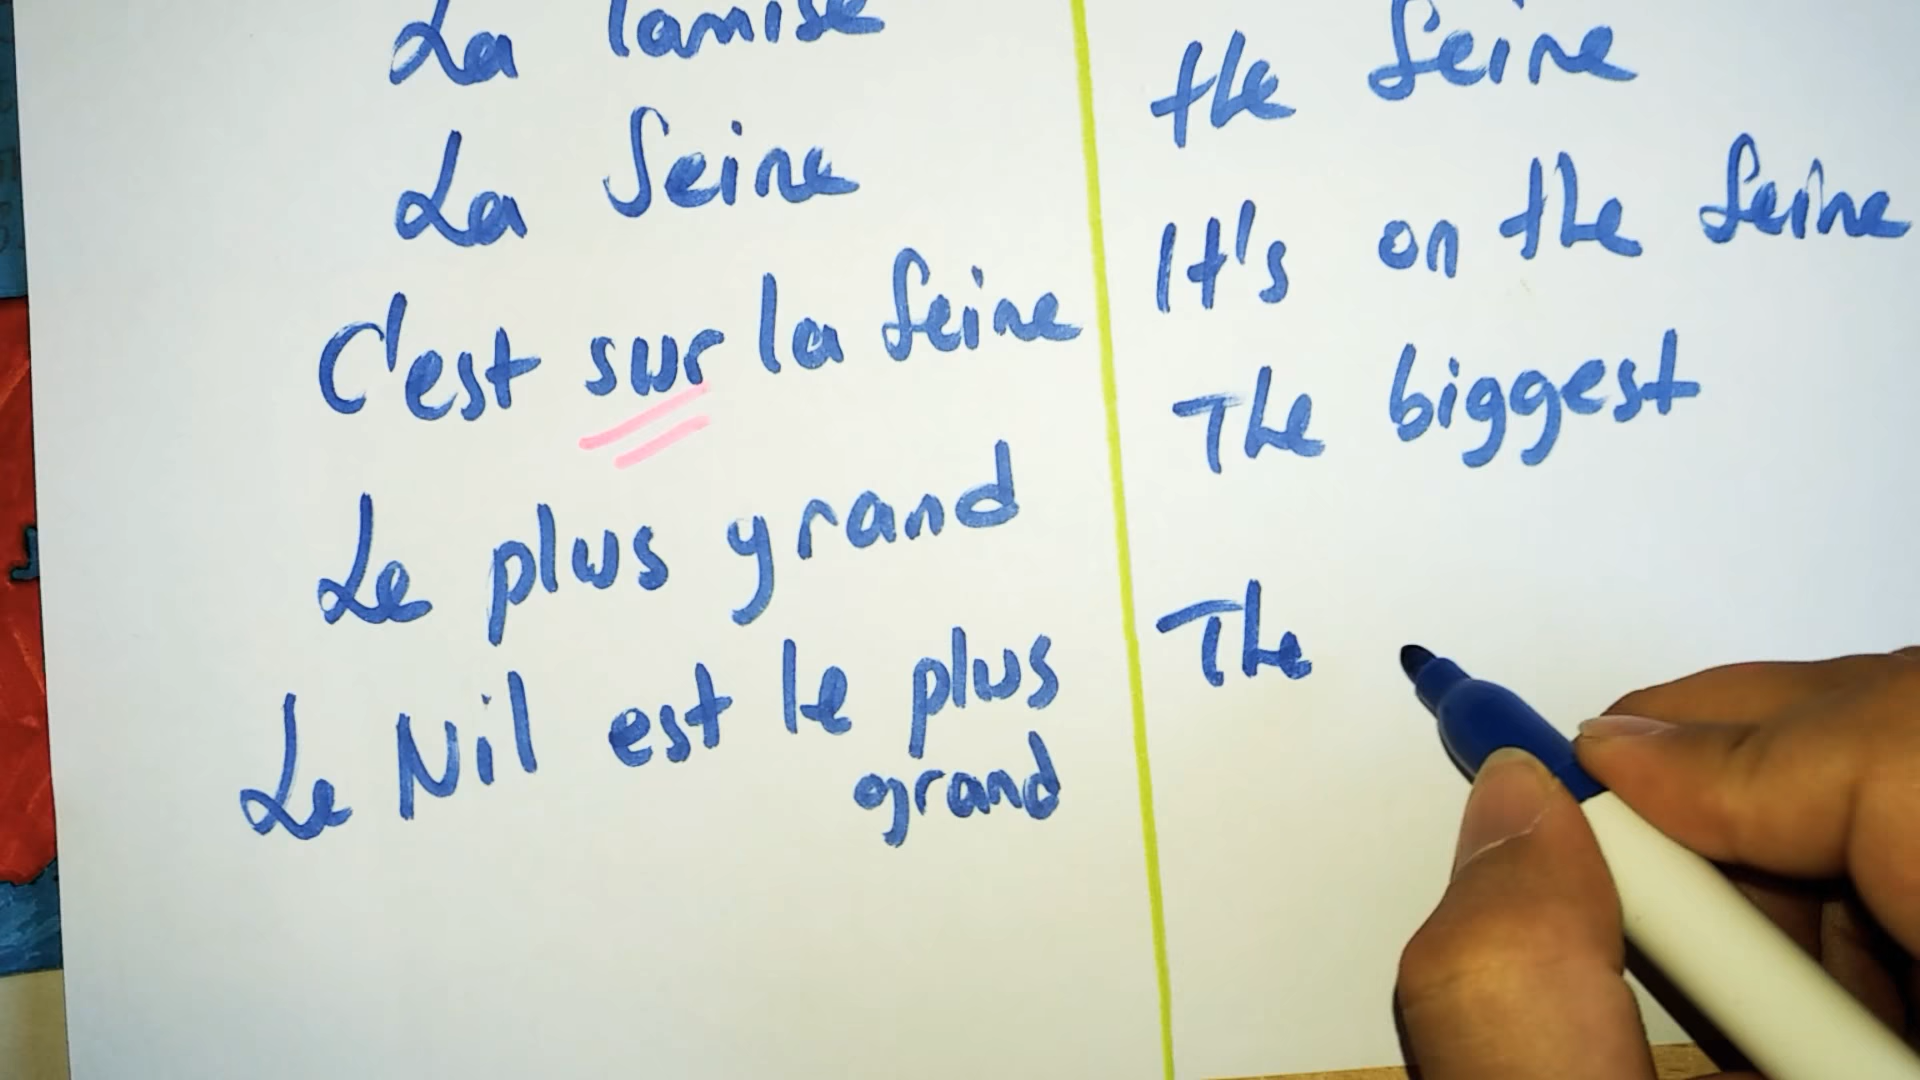 La Tamise
La Seine
C'est sur la Seine
Le plus grand
Le Nil est le plus
grand
the Seine
It's on the Seine
The biggest
The